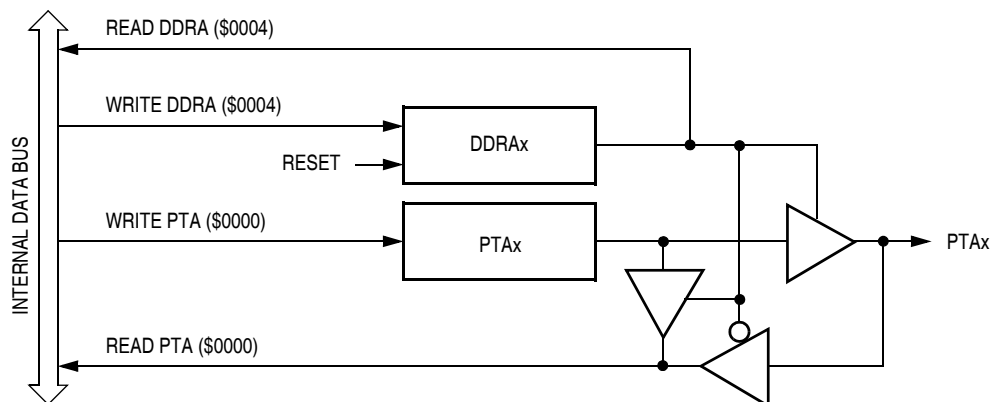 READ DDRA ($0004)
WRITE DDRA ($0004)
DDRAx
RESET
WRITE PTA ($0000)
PTAx
PTAx
READ PTA ($0000)
INTERNAL DATA BUS